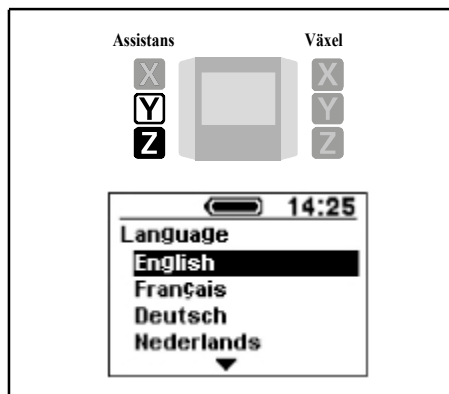 Assistans Växel
X X
Y Y
Z Z
14:25
Language
English
Français
Deutsch
Nederlands